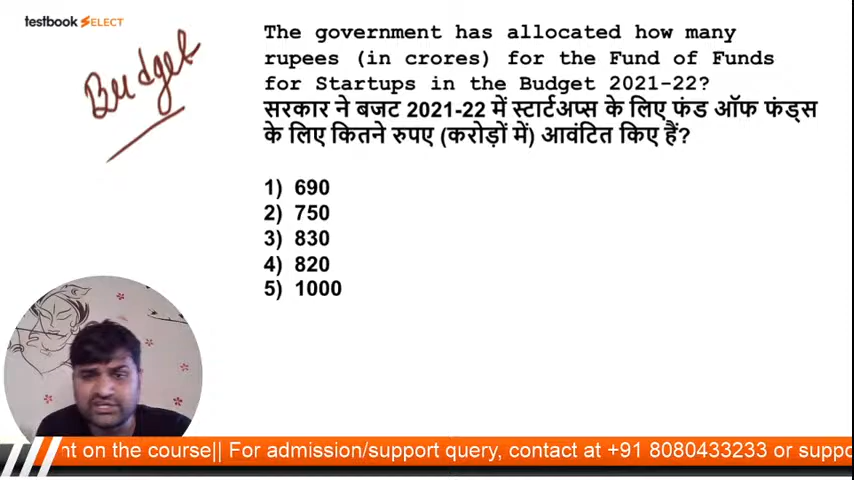 testbook SELECT
Budget
The government has allocated how many
rupees (in crores) for the Fund of Funds
for Startups in the Budget 2021-22?
सरकार ने बजट 2021-22 में स्टार्टअप्स के लिए फंड ऑफ फंड्स
के लिए कितने रुपए (करोड़ों में) आवंटित किए हैं?
1) 690
2) 750
3) 830
4) 820
5) 1000
nt on the course|| For admission/support query, contact at +91 8080433233 or suppo